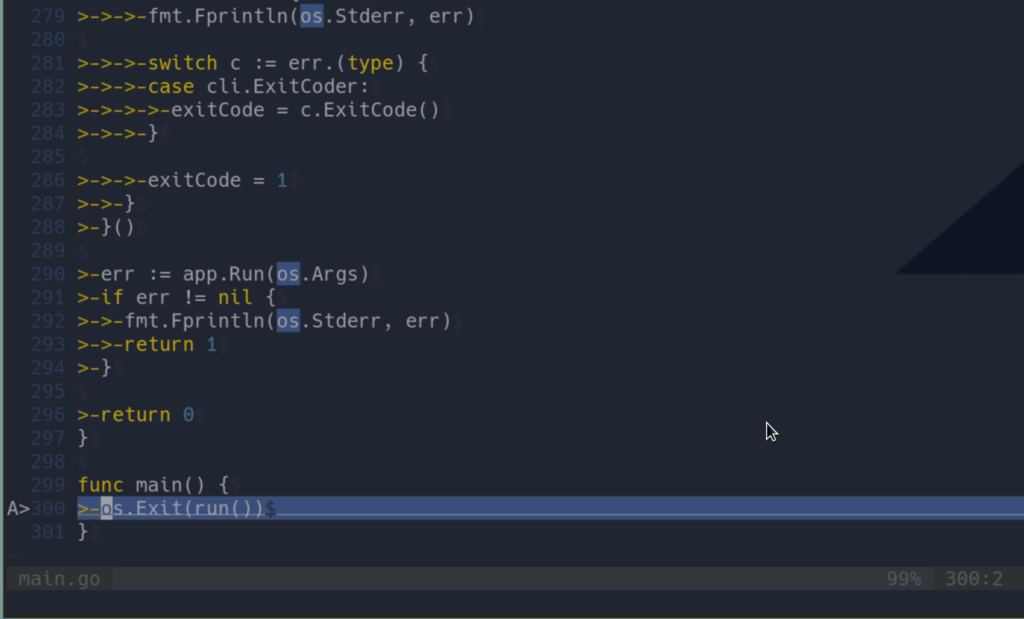 279 >->->-fmt.Fprintln(os.Stderr, err)$
280 $
281 >->->-switch c := err.(type) {$
282 >->->-case cli.ExitCoder:$
283 >->->->-exitCode = c.ExitCode()$
284 >->->-}$
285 $
286 >->->-exitCode = 1$
287 >->-}$
288 >-}()$
289 $
290 >-err := app.Run(os.Args)$
291 >-if err != nil {$
292 >->-fmt.Fprintln(os.Stderr, err)$
293 >->-return 1$
294 >-}$
295 $
296 >-return 0$
297 }$
298 $
299 func main() {$
A>300 >-os.Exit(run())$
301 }$
~
main.go 99% 300:2